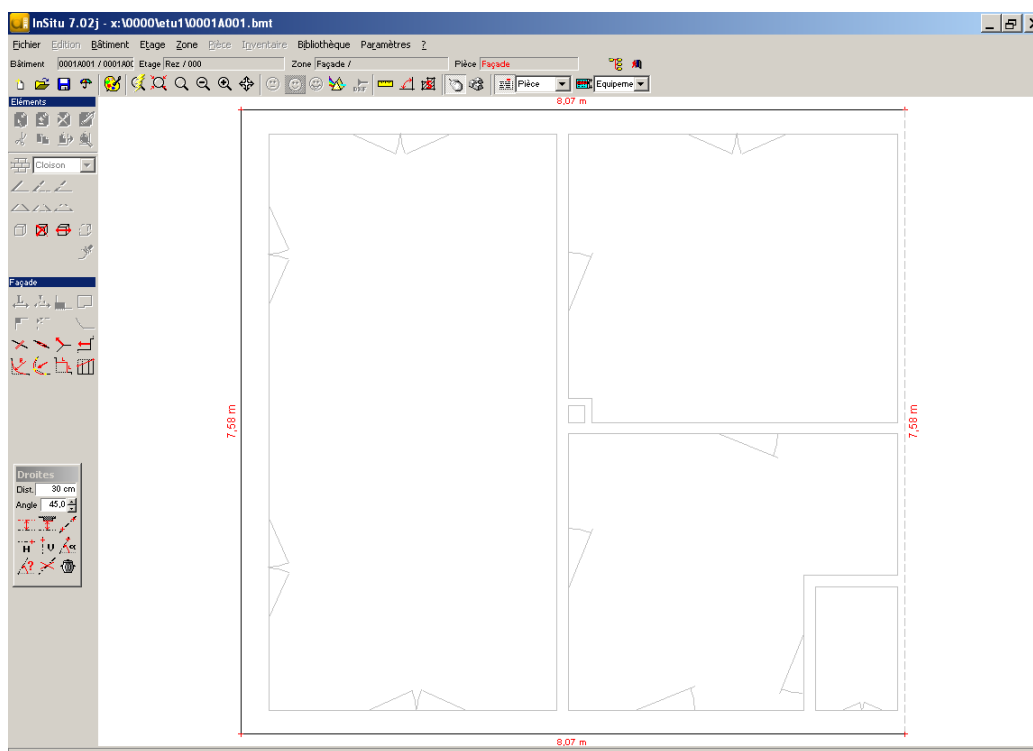 InSitu 7.02j - x:\0000\etu1\0001A001.bmt
Fichier Edition Bâtiment Etage Zone Pièce Inventaire Bibliothèque Paramètres ?
Bâtiment 0001A001 / 0001A0 Etage Rez / 000 Zone Façade / Pièce Façade
Pièce Equipeme
Eléments
8,07 m
Cloison
Façade
7,58 m
7,58 m
Droites
Dist. 30 cm
Angle 45,0
H U α
?
8,07 m